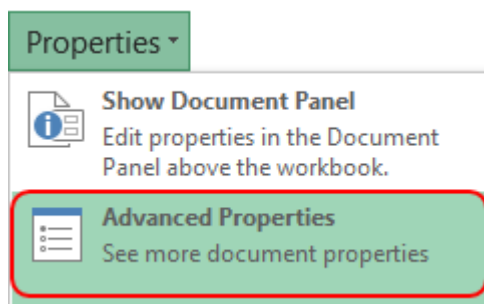 Properties
Show Document Panel
Edit properties in the Document
Panel above the workbook.
Advanced Properties
See more document properties